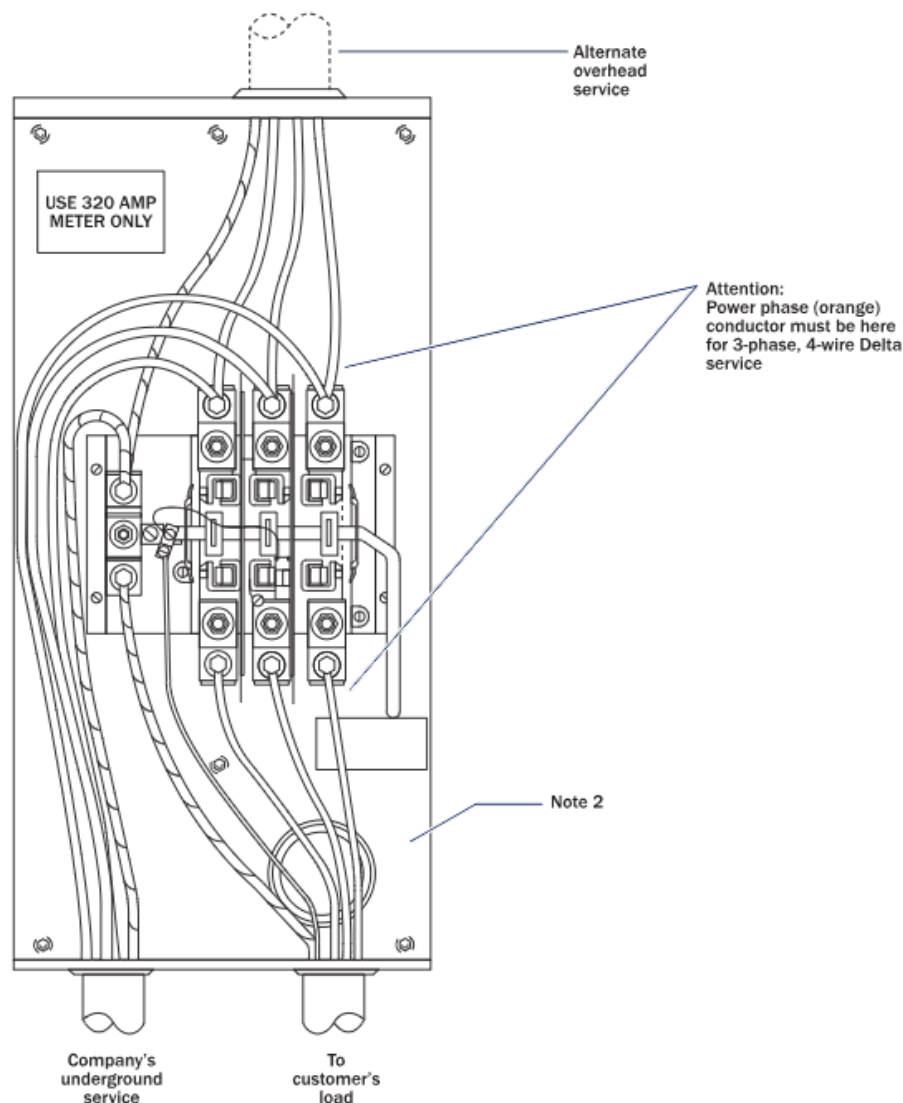 Alternate
overhead
service
USE 320 AMP
METER ONLY
Attention:
Power phase (orange)
conductor must be here
for 3-phase, 4-wire Delta
service
Note 2
Company's
underground
service
To
customer's
load